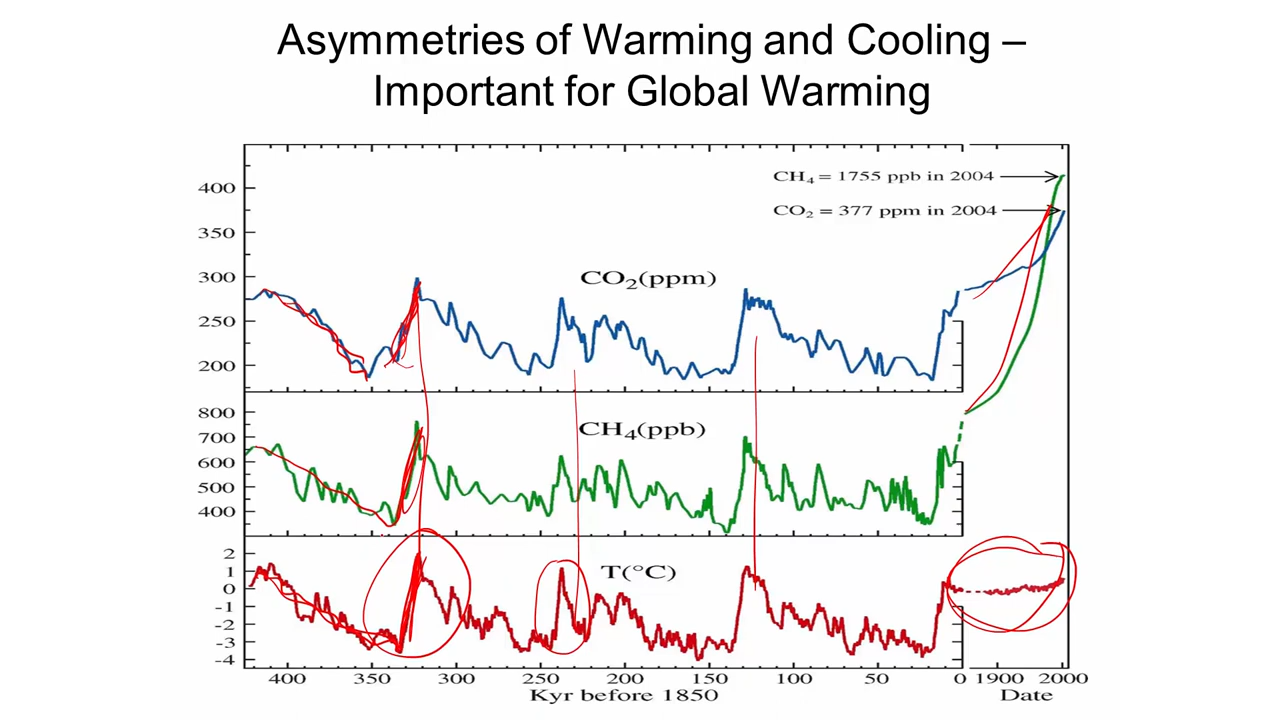 Asymmetries of Warming and Cooling –
Important for Global Warming
CH₄ = 1755 ppb in 2004
CO₂ = 377 ppm in 2004
CO₂(ppm)
400
350
300
250
200
CH₄(ppb)
800
700
600
500
400
T(°C)
2
1
0
-1
-2
-3
-4
400 350 300 250 200 150 100 50 0 1900 2000
Kyr before 1850 Date